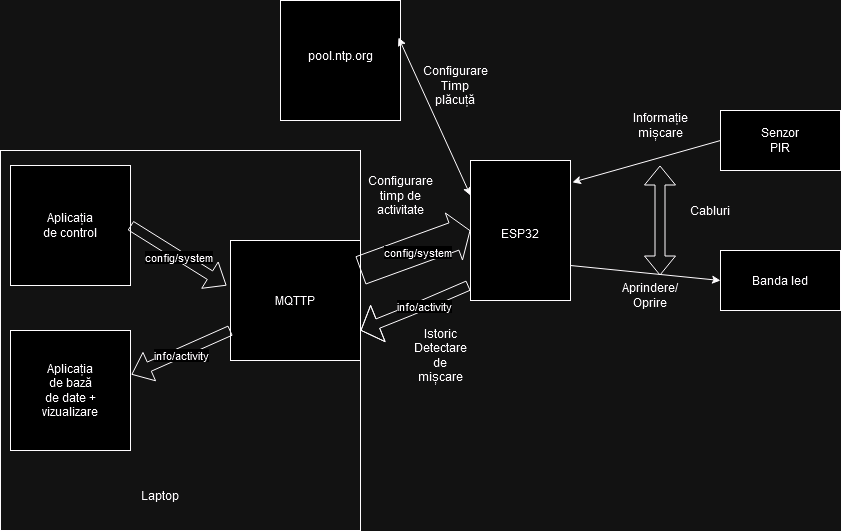 pool.ntp.org
Configurare
Timp
plăcuță
Informație
mișcare
Senzor
PIR
Aplicația
de control
config/system
Configurare
timp de
activitate
config/system
ESP32
Cabluri
MQTTP
info/activity
Istoric
Detectare
de
mișcare
Aprindere/
Oprire
Banda led
info/activity
Aplicația
de bază
de date +
vizualizare
Laptop